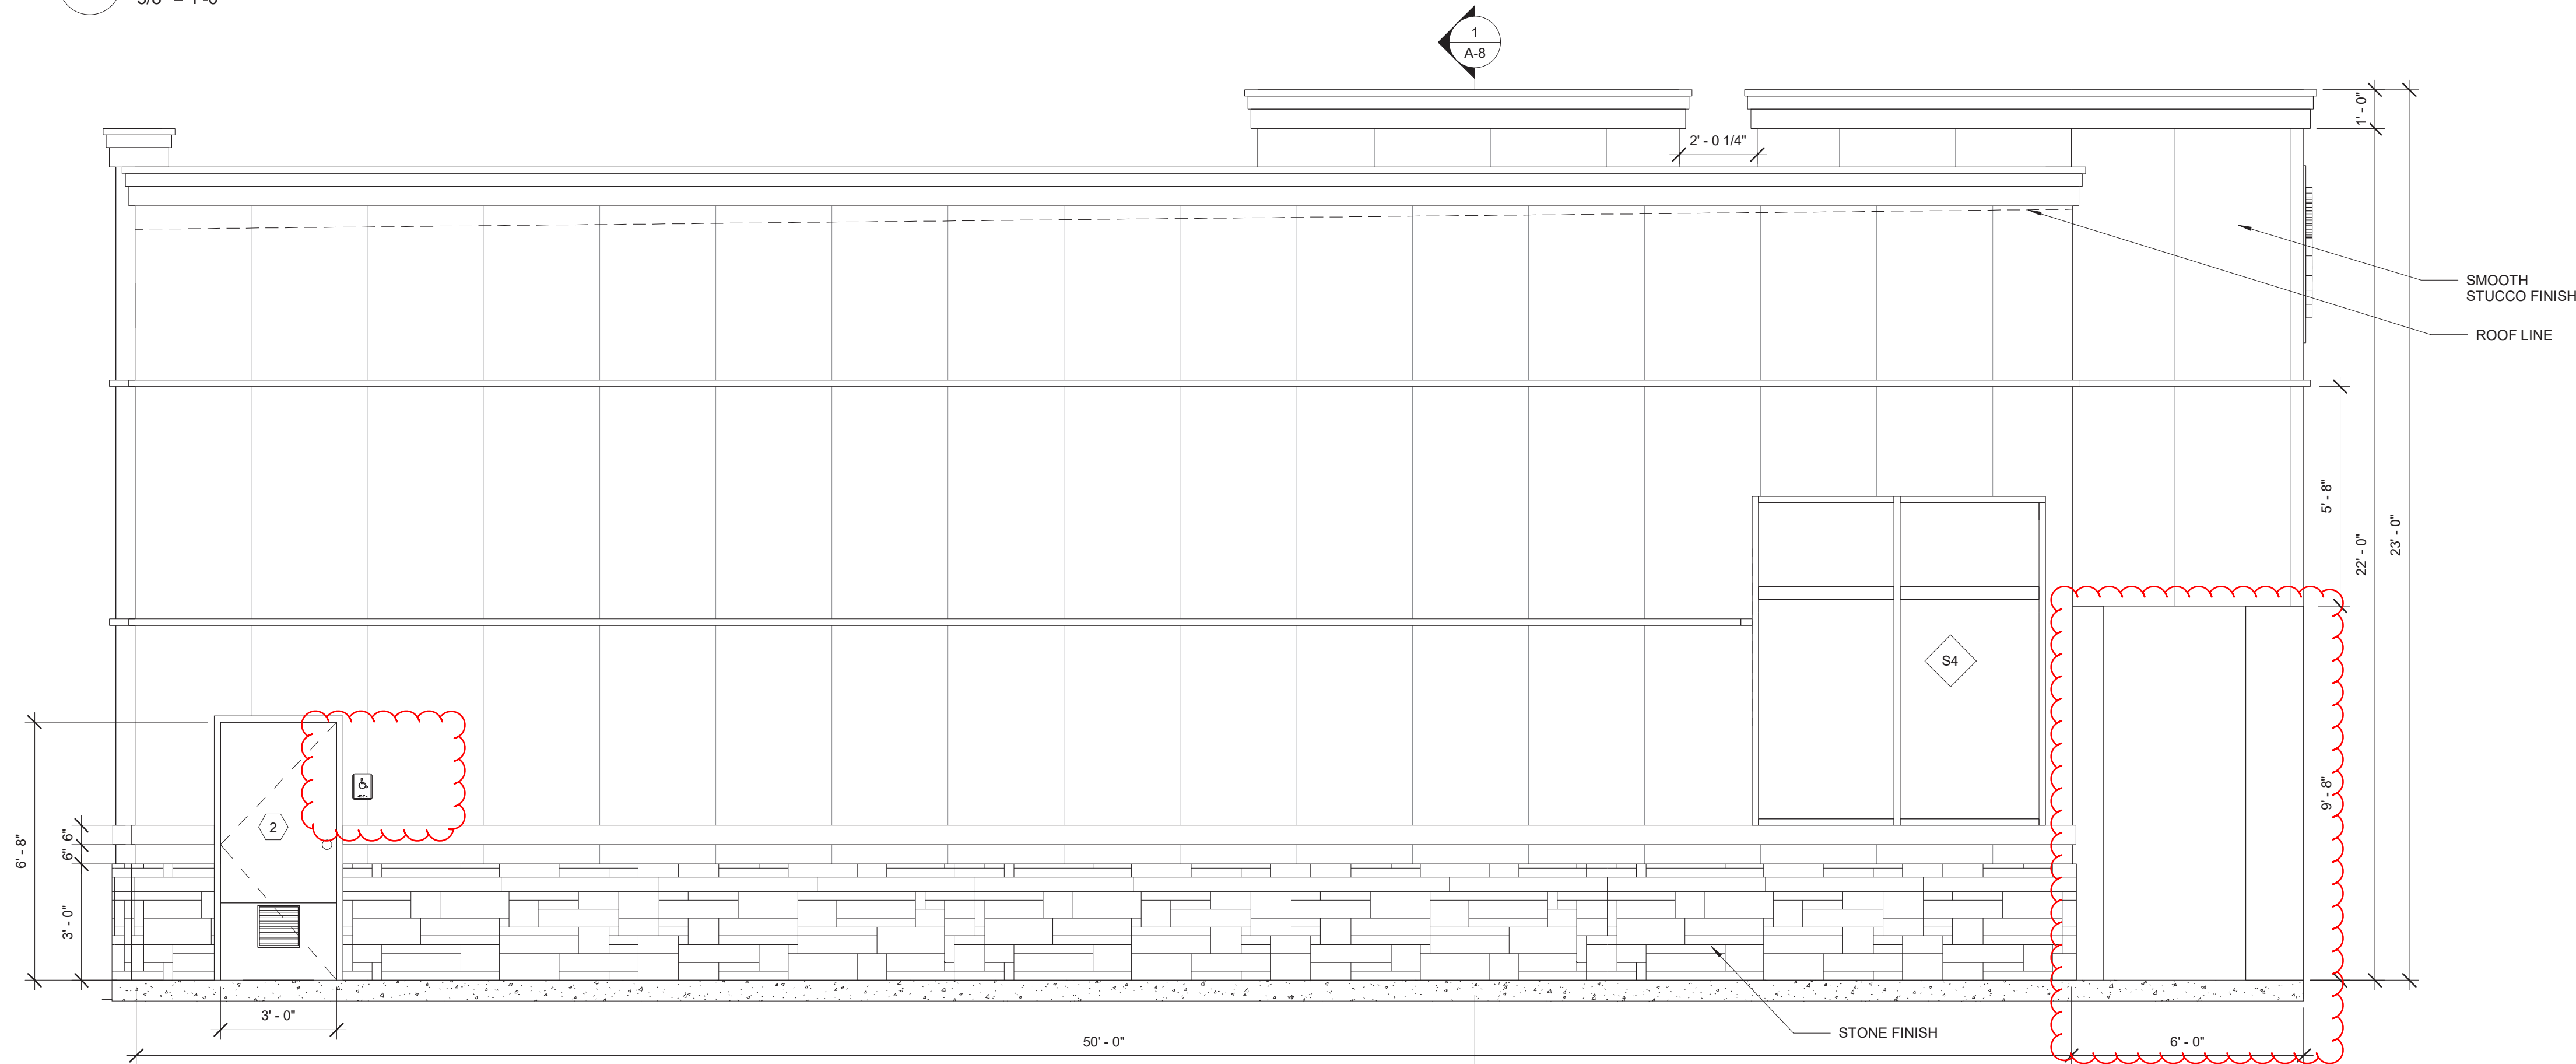 1
A-8
1' - 0"
2' - 0 1/4"
SMOOTH
STUCCO FINISH
ROOF LINE
5' - 8"
22' - 0"
23' - 0"
S4
9' - 8"
6' - 8"
6"
6"
2
3' - 0"
3' - 0"
STONE FINISH
50' - 0"
6' - 0"